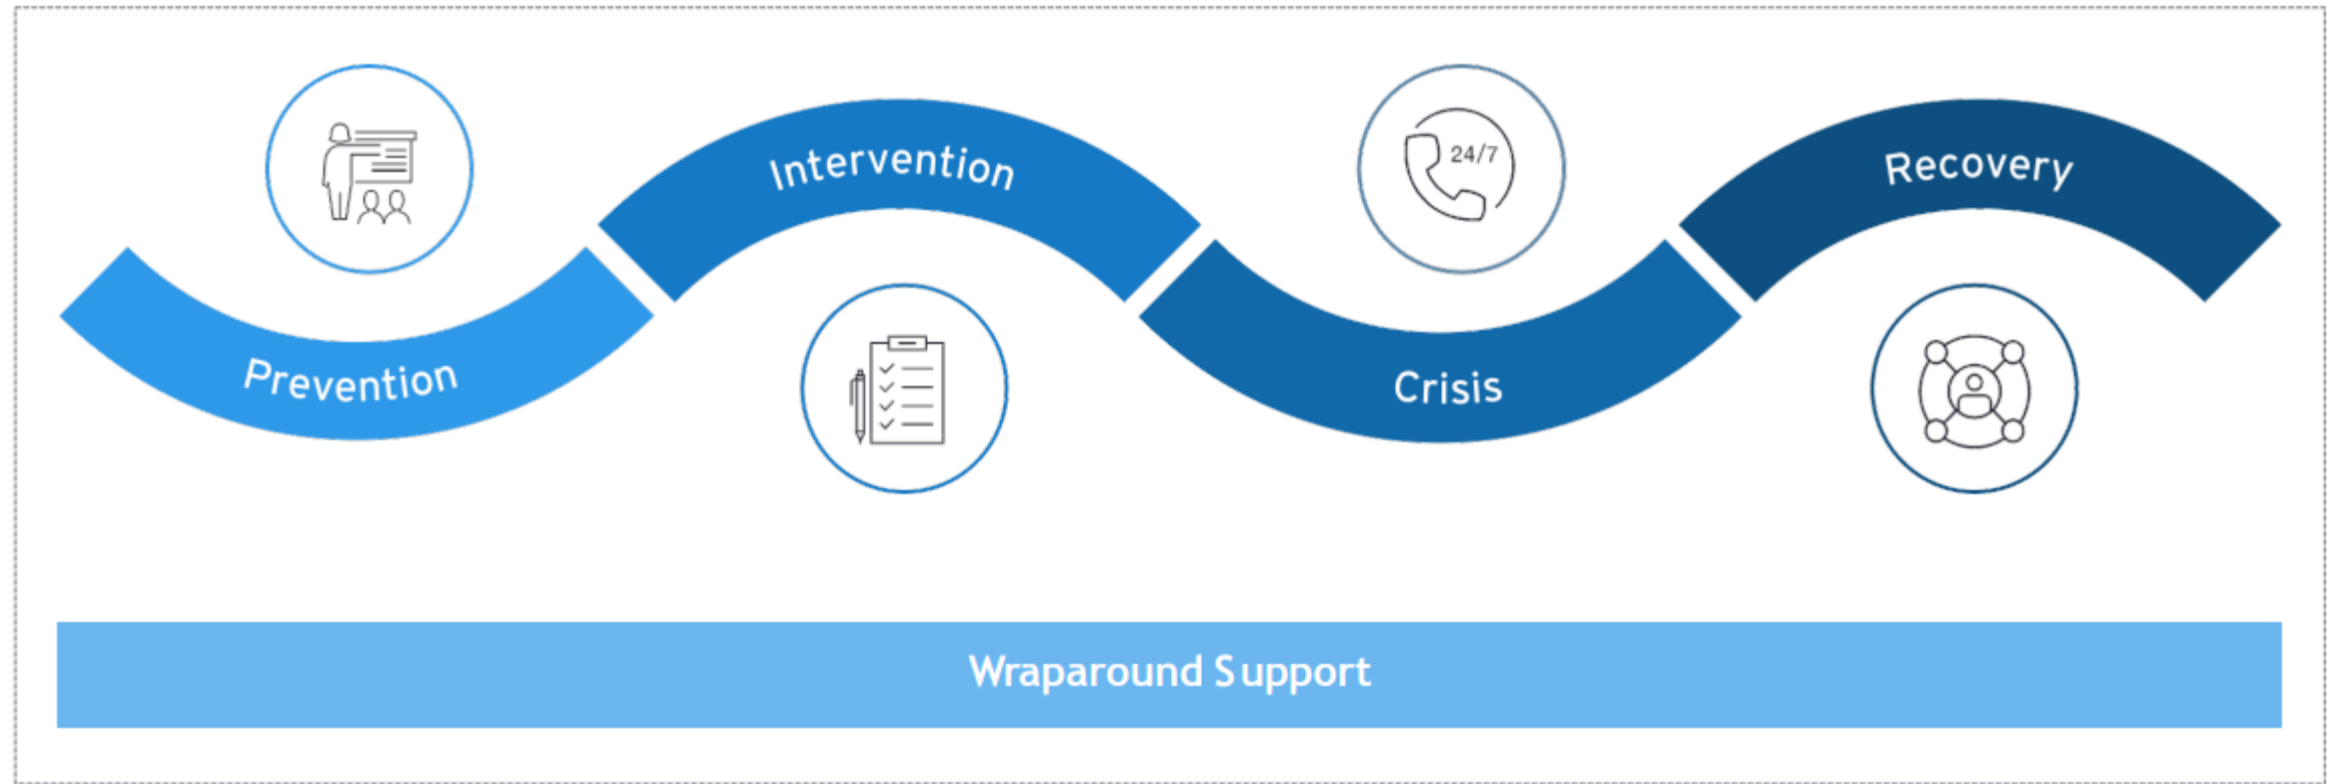 Prevention
Intervention
24/7
Crisis
Recovery
Wraparound Support